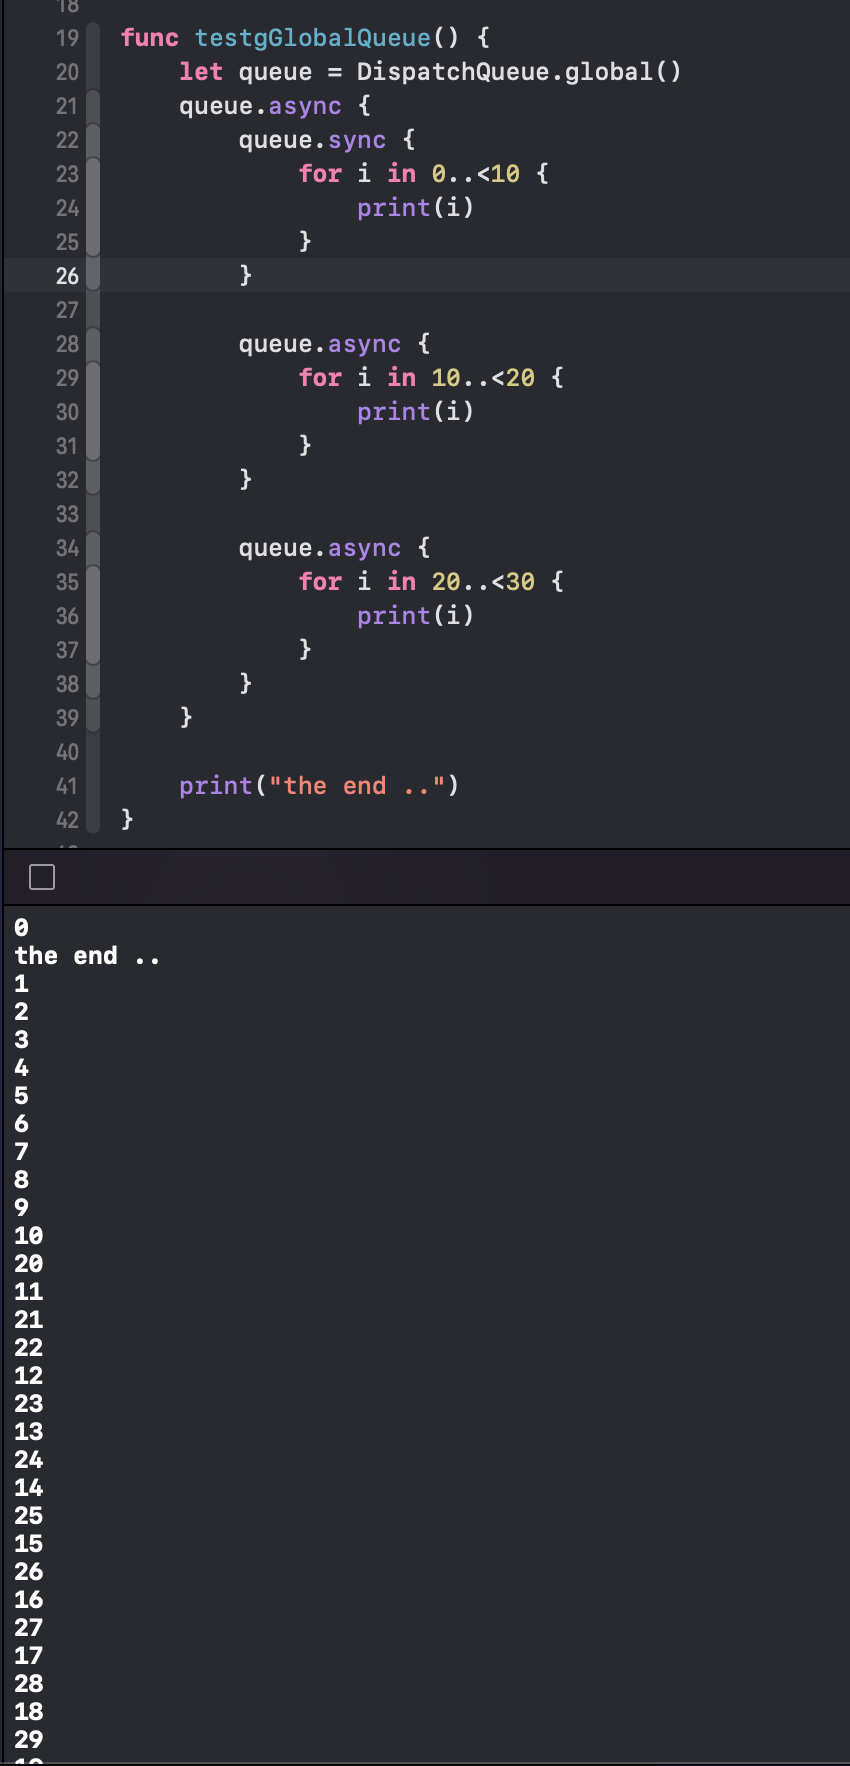 18
19 func testgGlobalQueue() {
20     let queue = DispatchQueue.global()
21     queue.async {
22         queue.sync {
23             for i in 0..<10 {
24                 print(i)
25             }
26         }
27
28         queue.async {
29             for i in 10..<20 {
30                 print(i)
31             }
32         }
33
34         queue.async {
35             for i in 20..<30 {
36                 print(i)
37             }
38         }
39     }
40
41     print("the end ..")
42 }
0
the end ..
1
2
3
4
5
6
7
8
9
10
20
11
21
22
12
23
13
24
14
25
15
26
16
27
17
28
18
29